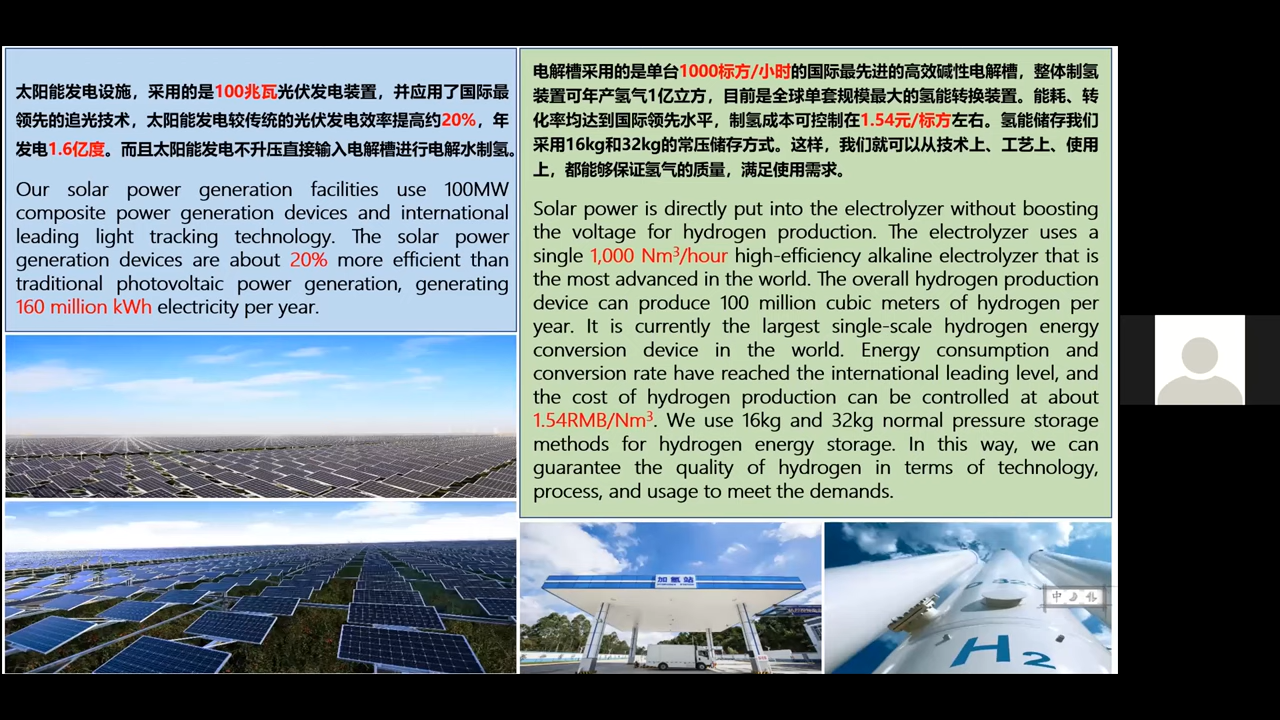 太阳能发电设施，采用的是100兆瓦光伏发电装置，并应用了国际最
领先的追光技术，太阳能发电较传统的光伏发电效率提高约20%，年
发电1.6亿度。而且太阳能发电不升压直接输入电解槽进行电解水制氢。
Our solar power generation facilities use 100MW
composite power generation devices and international
leading light tracking technology. The solar power
generation devices are about 20% more efficient than
traditional photovoltaic power generation, generating
160 million kWh electricity per year.
电解槽采用的是单台1000标方/小时的国际最先进的高效碱性电解槽，整体制氢
装置可年产氢气1亿立方，目前是全球单套规模最大的氢能转换装置。能耗、转
化率均达到国际领先水平，制氢成本可控制在1.54元/标方左右。氢能储存我们
采用16kg和32kg的常压储存方式。这样，我们就可以从技术上、工艺上、使用
上，都能够保证氢气的质量，满足使用需求。
Solar power is directly put into the electrolyzer without boosting
the voltage for hydrogen production. The electrolyzer uses a
single 1,000 Nm³/hour high-efficiency alkaline electrolyzer that is
the most advanced in the world. The overall hydrogen production
device can produce 100 million cubic meters of hydrogen per
year. It is currently the largest single-scale hydrogen energy
conversion device in the world. Energy consumption and
conversion rate have reached the international leading level, and
the cost of hydrogen production can be controlled at about
1.54RMB/Nm³. We use 16kg and 32kg normal pressure storage
methods for hydrogen energy storage. In this way, we can
guarantee the quality of hydrogen in terms of technology,
process, and usage to meet the demands.
加氢站
H₂
中